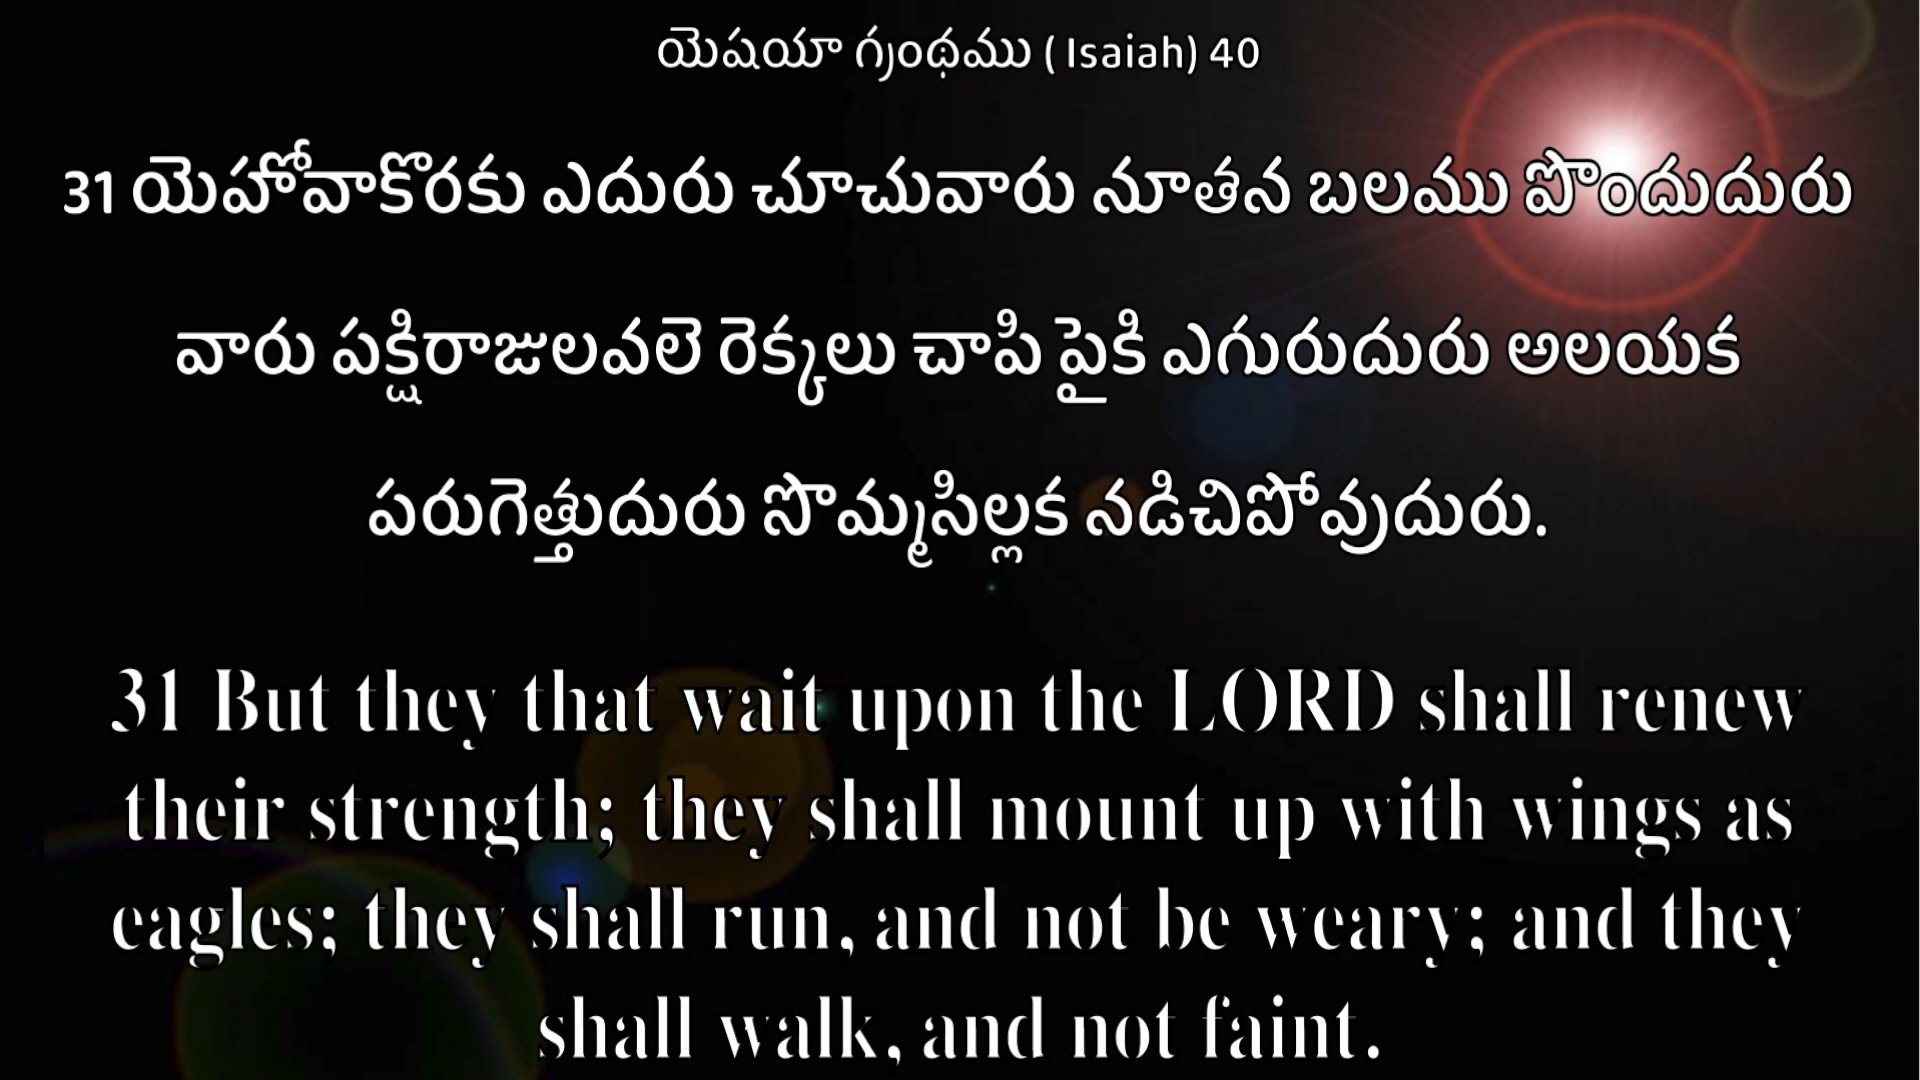 యెషయా గ్రంథము ( Isaiah) 40
31 యెహోవాకొరకు ఎదురు చూచువారు నూతన బలము పొందుదురు
వారు పక్షిరాజులవలె రెక్కలు చాపి పైకి ఎగురుదురు అలయక
పరుగెత్తుదురు సొమ్మసిల్లక నడిచిపోవుదురు.
31 But they that wait upon the LORD shall renew
their strength; they shall mount up with wings as
eagles; they shall run, and not be weary; and they
shall walk, and not faint.